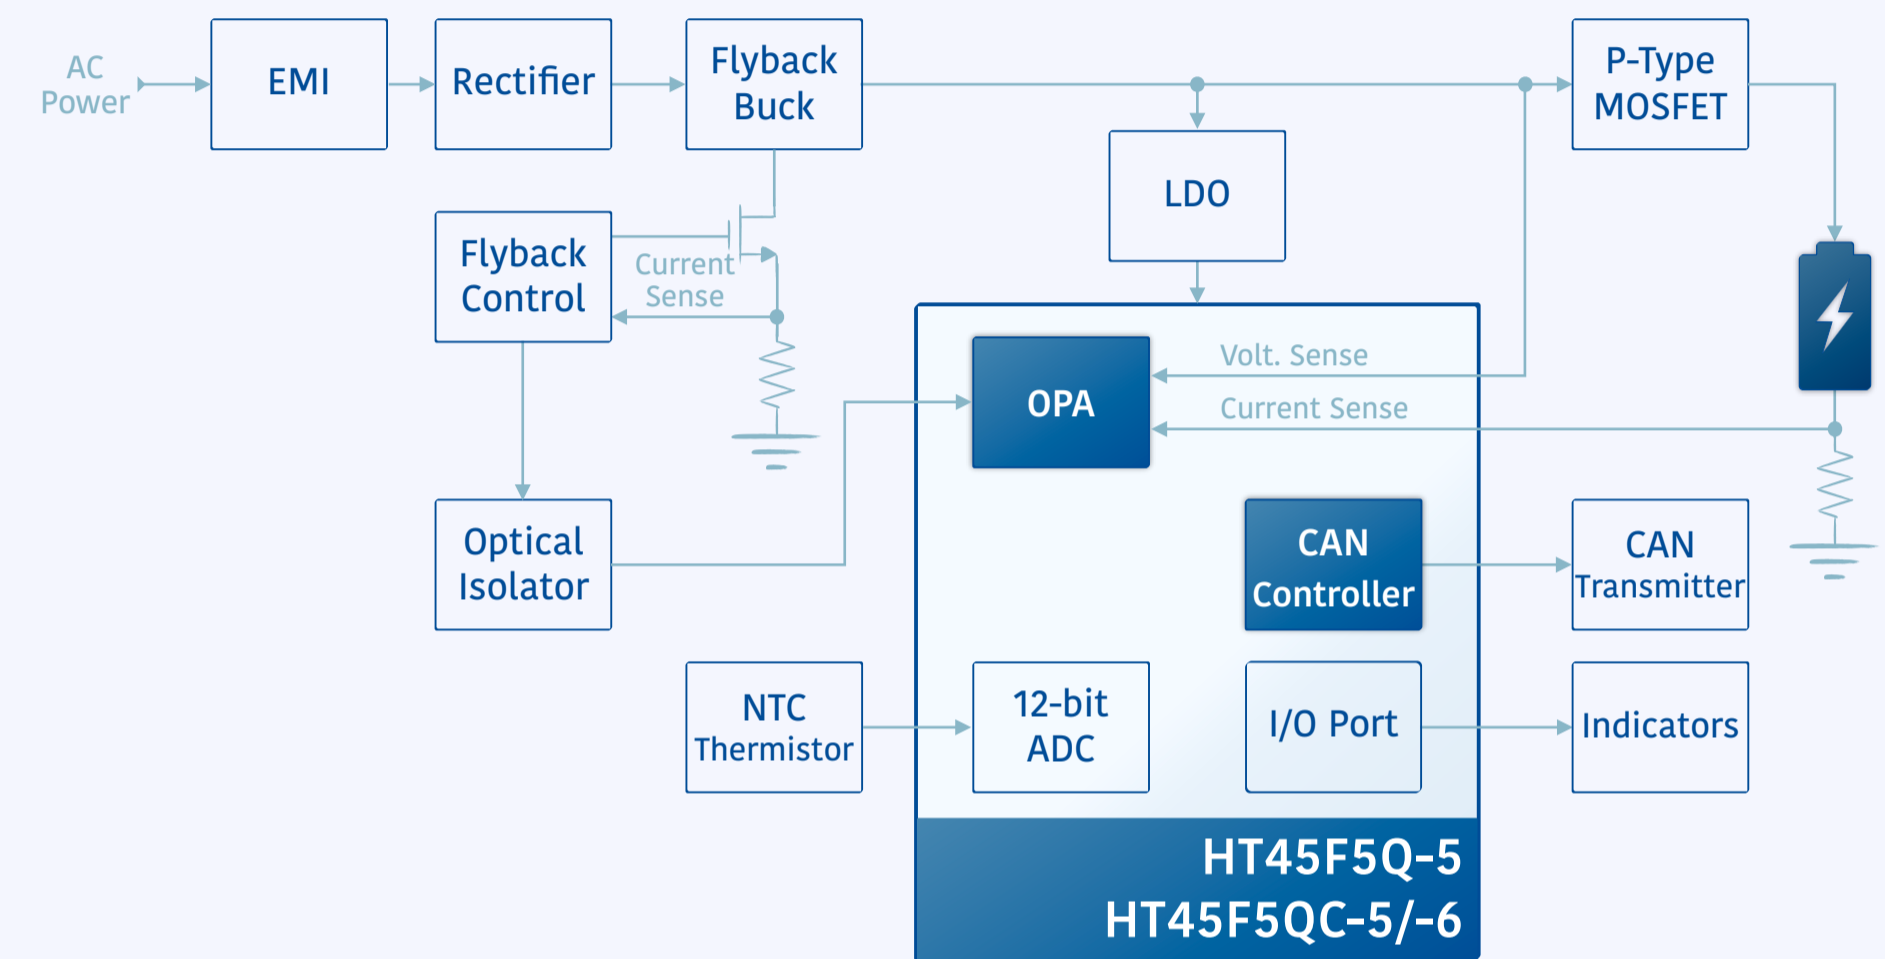 AC
Power
EMI
Rectifier
Flyback
Buck
P-Type
MOSFET
LDO
Flyback
Control
Current
Sense
OPA
Volt. Sense
Current Sense
Optical
Isolator
CAN
Controller
CAN
Transmitter
NTC
Thermistor
12-bit
ADC
I/O Port
Indicators
HT45F5Q-5
HT45F5QC-5/-6